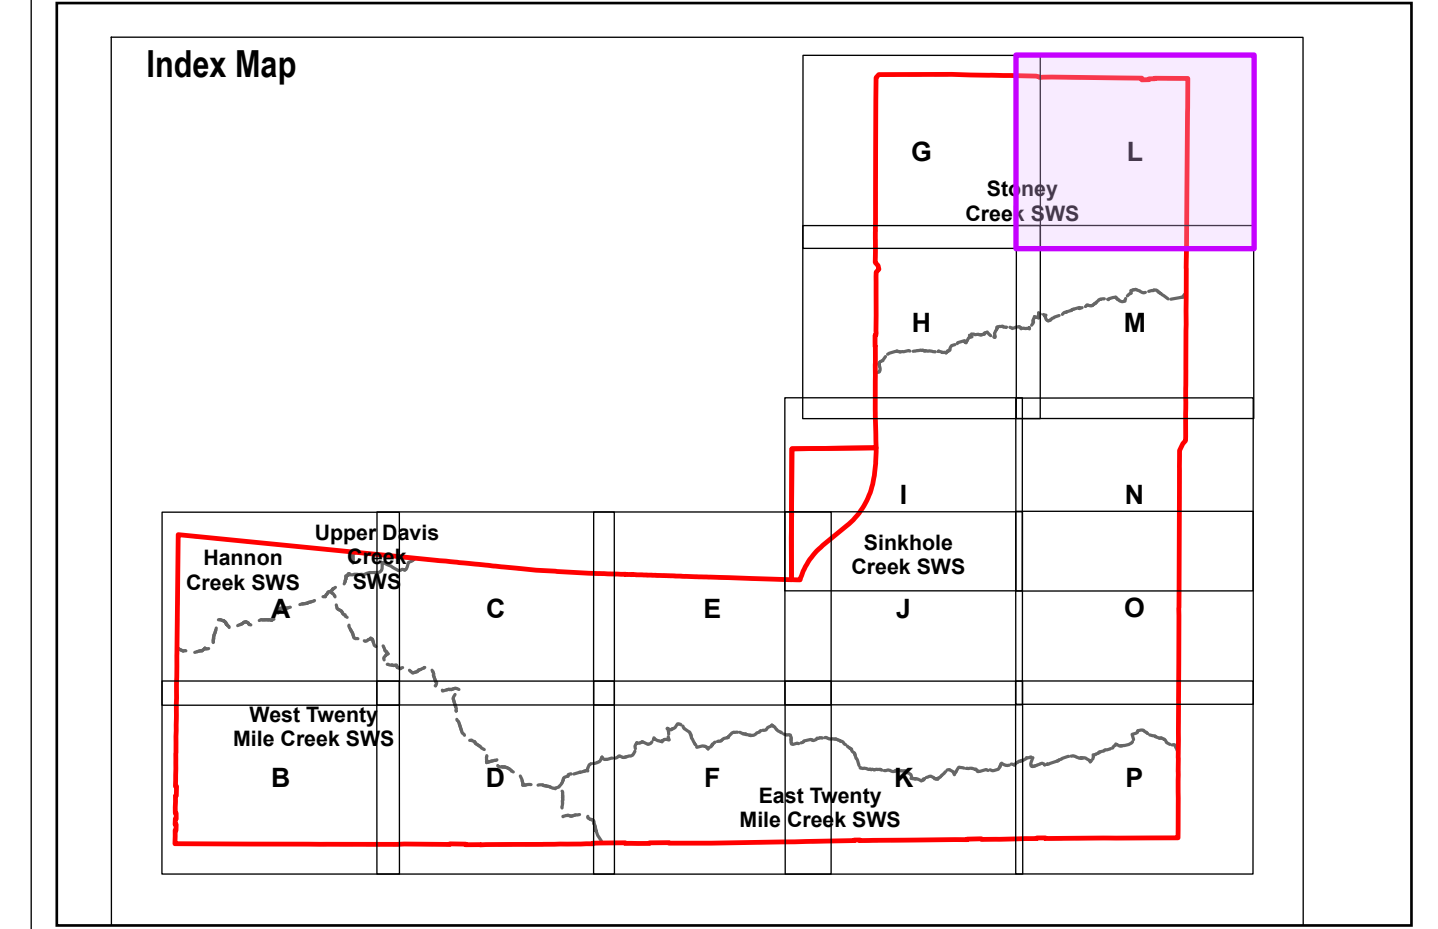 Index Map
G
L
Stoney
Creek SWS
H
M
I
N
Upper Davis
Creek
SWS
Hannon
Creek SWS
Sinkhole
Creek SWS
A
C
E
J
O
West Twenty
Mile Creek SWS
B
D
F
K
P
East Twenty
Mile Creek SWS